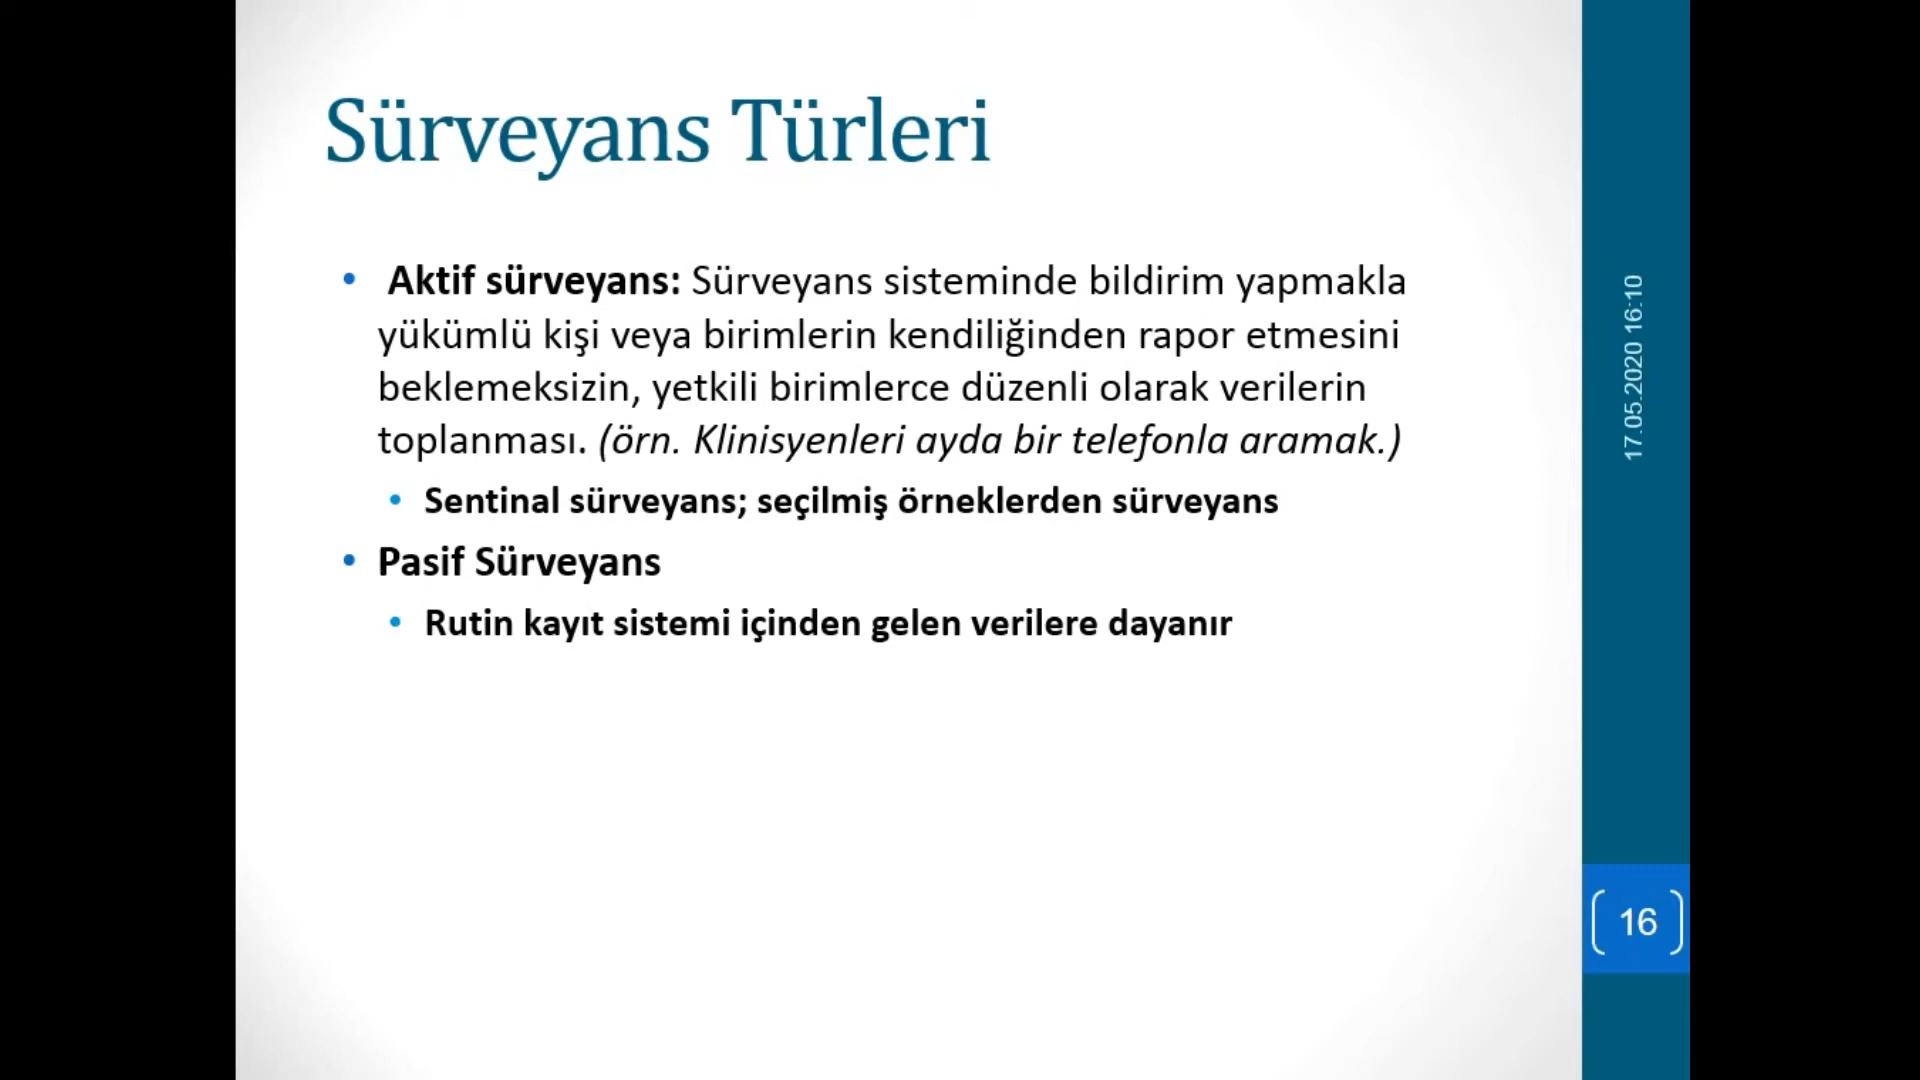 Sürveyans Türleri
• Aktif sürveyans: Sürveyans sisteminde bildirim yapmakla
yükümlü kişi veya birimlerin kendiliğinden rapor etmesini
beklemeksizin, yetkili birimlerce düzenli olarak verilerin
toplanması. (örn. Klinisyenleri ayda bir telefonla aramak.)
• Sentinal sürveyans; seçilmiş örneklerden sürveyans
• Pasif Sürveyans
• Rutin kayıt sistemi içinden gelen verilere dayanır
17.05.2020 16:10
16